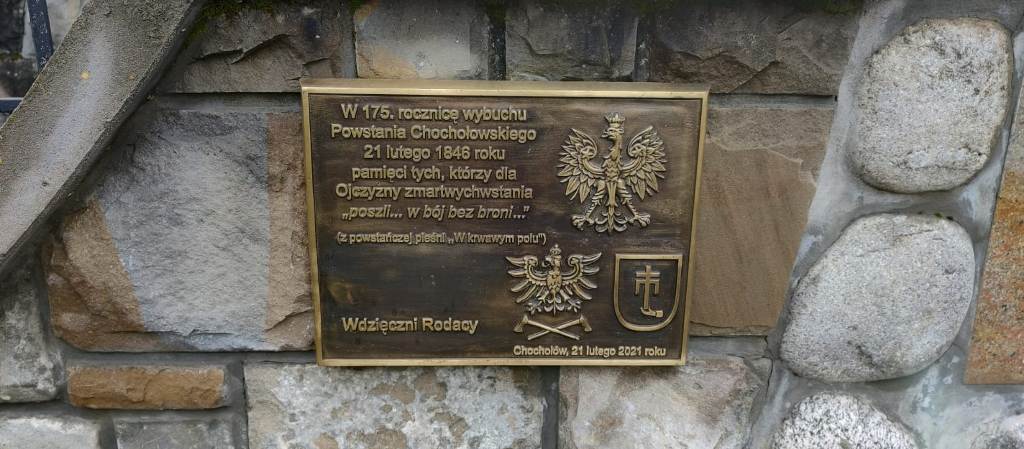 W 175. rocznicę wybuchu
Powstania Chochołowskiego
21 lutego 1846 roku
pamięci tych, którzy dla
Ojczyzny zmartwychwstania
„poszli... w bój bez broni..."
(z powstańczej pieśni „W krwawym polu")
Wdzięczni Rodacy
Chochołów, 21 lutego 2021 roku